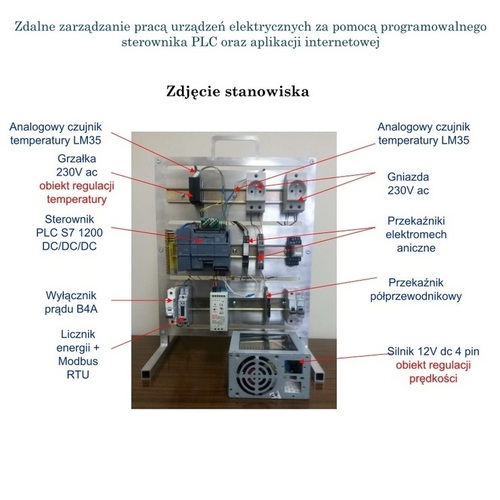 Zdalne zarządzanie pracą urządzeń elektrycznych za pomocą programowalnego
sterownika PLC oraz aplikacji internetowej
Zdjęcie stanowiska
Analogowy czujnik
temperatury LM35
Grzałka
230V ac
obiekt regulacji
temperatury
Sterownik
PLC S7 1200
DC/DC/DC
Wyłącznik
prądu B4A
Licznik
energii +
Modbus
RTU
Analogowy czujnik
temperatury LM35
Gniazda
230V ac
Przekaźniki
elektromech
aniczne
Przekaźnik
półprzewodnikowy
Silnik 12V dc 4 pin
obiekt regulacji
prędkości